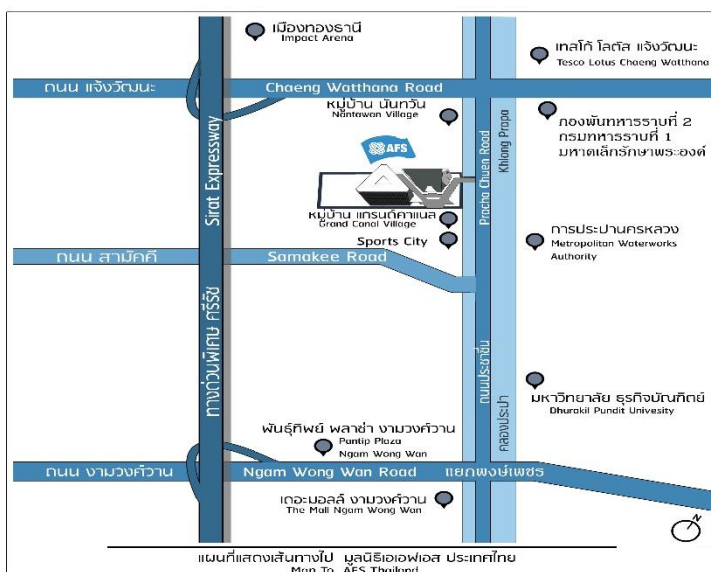 เมืองทองธานี
Impact Arena
เทสโก้ โลตัส แจ้งวัฒนะ
Tesco Lotus Chaeng Watthana
ถนน แจ้งวัฒนะ
Chaeng Watthana Road
หมู่บ้าน นันทวัน
Nantawan Village
กองพันทหารราบที่ 2
กรมทหารราบที่ 1
มหาดเล็กรักษาพระองค์
AFS
Sirat Expressway
Pracha Chuen Road
Khlong Prapa
หมู่บ้าน แกรนด์คาแนล
Grand Canal Village
Sports City
การประปานครหลวง
Metropolitan Waterworks
Authority
ถนน สามัคคี
Samakee Road
ทางด่วนพิเศษ ศรีรัช
ถนนประชาชื่น
คลองประปา
มหาวิทยาลัย ธุรกิจบัณฑิตย์
Dhurakij Pundit Univesity
พันธุ์ทิพย์ พลาซ่า งามวงศ์วาน
Pantip Plaza
Ngam Wong Wan
ถนน งามวงศ์วาน
Ngam Wong Wan Road
แยกพงษ์เพชร
เดอะมอลล์ งามวงศ์วาน
The Mall Ngam Wong Wan
N
แผนที่แสดงเส้นทางไป มูลนิธิเอเอฟเอส ประเทศไทย
Map To AFS Thailand